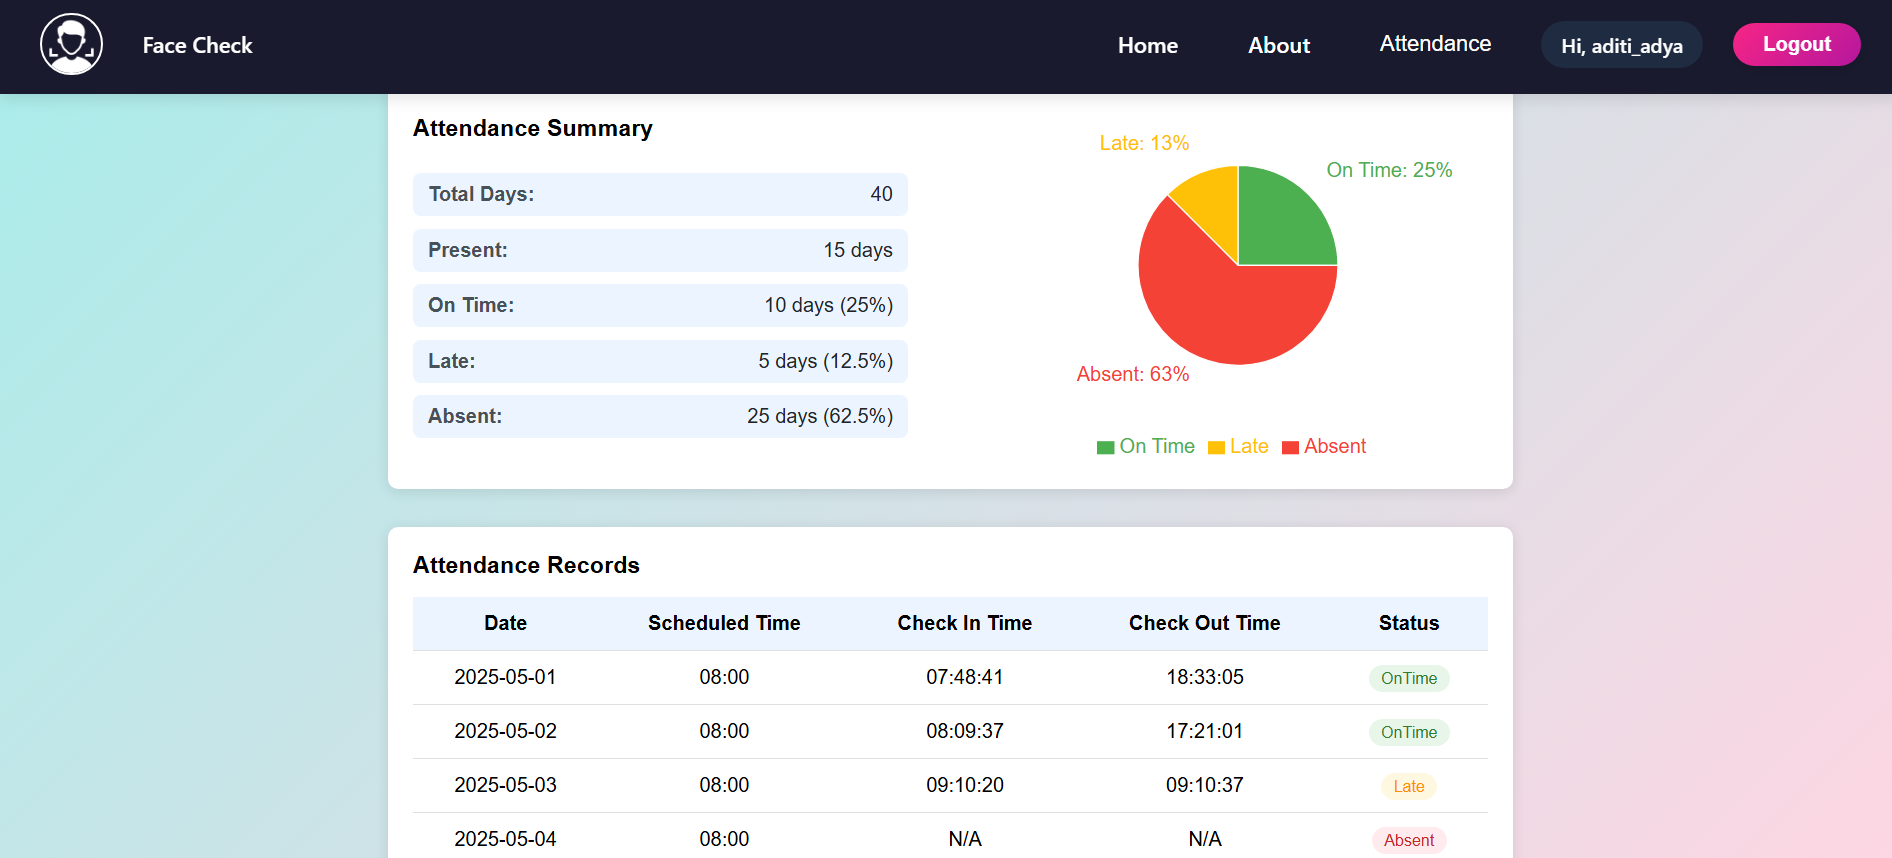 Face Check
Home About Attendance Hi, aditi_adya Logout
Attendance Summary
Total Days: 40
Present: 15 days
On Time: 10 days (25%)
Late: 5 days (12.5%)
Absent: 25 days (62.5%)
Late: 13%
On Time: 25%
Absent: 63%
On Time Late Absent
Attendance Records
Date Scheduled Time Check In Time Check Out Time Status
2025-05-01 08:00 07:48:41 18:33:05 OnTime
2025-05-02 08:00 08:09:37 17:21:01 OnTime
2025-05-03 08:00 09:10:20 09:10:37 Late
2025-05-04 08:00 N/A N/A Absent